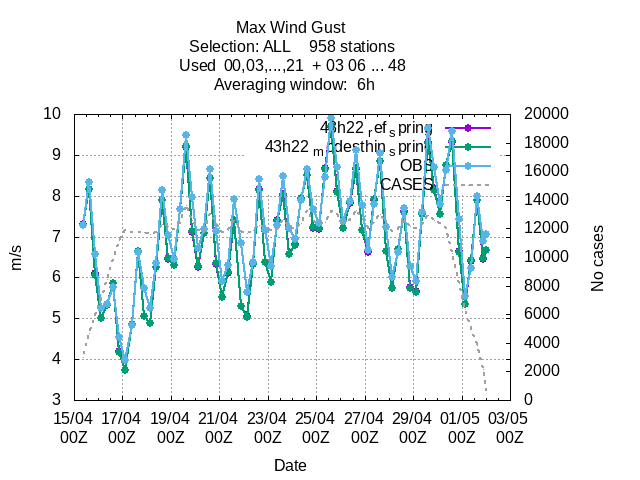 Max Wind Gust
Selection: ALL    958 stations
Used  00,03,...,21  + 03 06 ... 48
Averaging window:  6h
43h22_ref_spring
43h22_modesthin_spring
OBS
CASES
10
9
8
7
6
5
4
3
m/s
20000
18000
16000
14000
12000
10000
8000
6000
4000
2000
0
No cases
15/04 17/04 19/04 21/04 23/04 25/04 27/04 29/04 01/05 03/05
00Z 00Z 00Z 00Z 00Z 00Z 00Z 00Z 00Z 00Z
Date